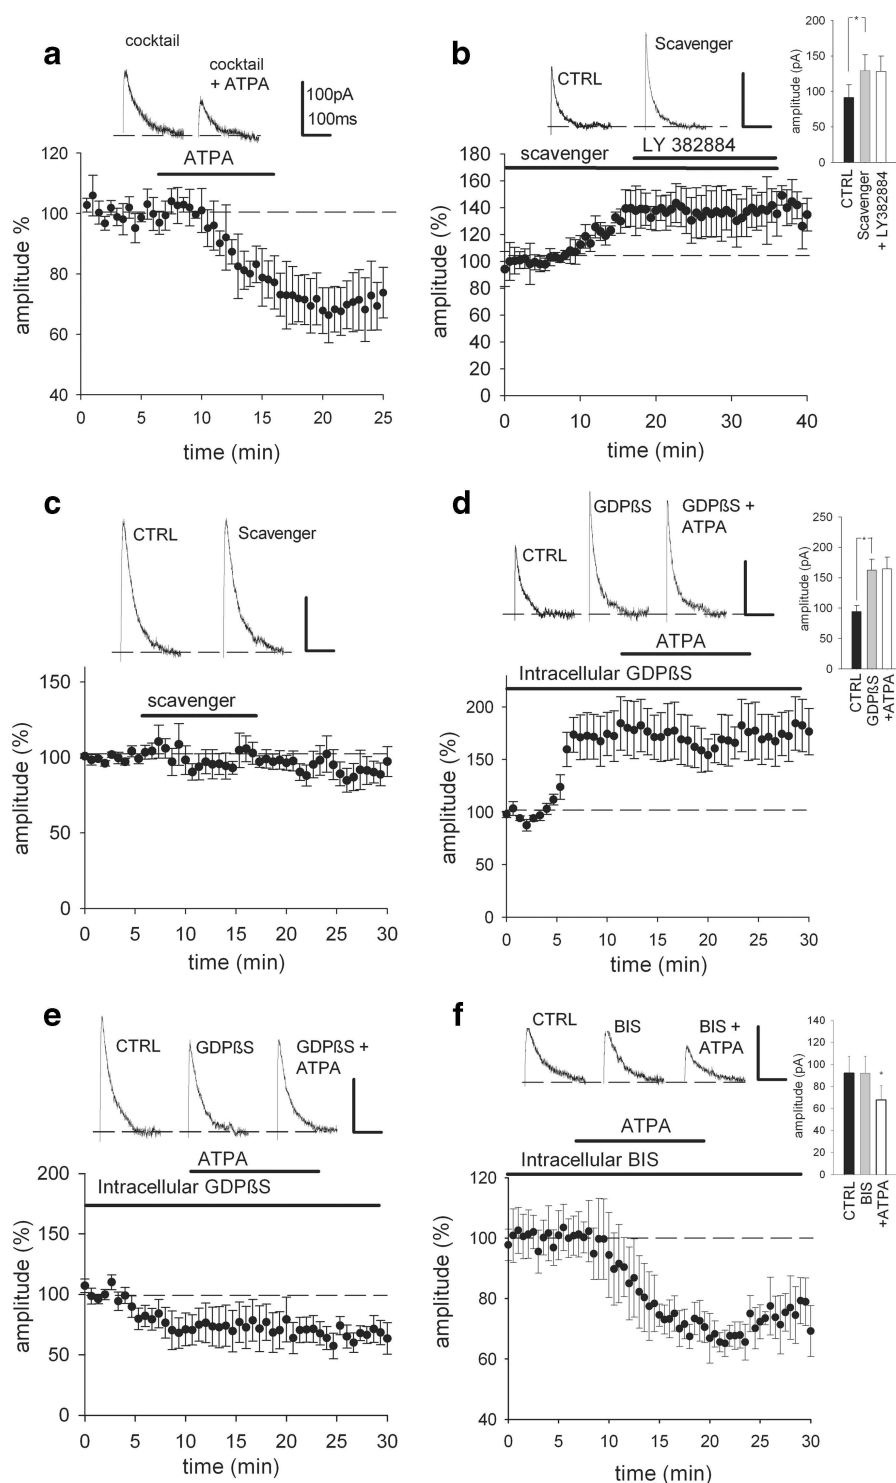 a
cocktail
cocktail
+ ATPA
100pA
100ms
ATPA
120
100
80
60
40
amplitude %
0 5 10 15 20 25
time (min)
b
CTRL
Scavenger
scavenger
LY 382884
180
160
140
120
100
80
60
40
20
0
amplitude (%)
0 10 20 30 40
time (min)
200
150
100
50
0
amplitude (pA)
*
CTRL
Scavenger
+ LY382884
c
CTRL
Scavenger
scavenger
150
100
50
0
amplitude (%)
0 5 10 15 20 25 30
time (min)
d
CTRL
GDPßS
GDPßS +
ATPA
ATPA
Intracellular GDPßS
200
150
100
50
0
amplitude (%)
0 5 10 15 20 25 30
time (min)
250
200
150
100
50
0
amplitude (pA)
*
CTRL
GDPßS
+ATPA
e
CTRL
GDPßS
GDPßS +
ATPA
ATPA
Intracellular GDPßS
200
150
100
50
0
amplitude (%)
0 5 10 15 20 25 30
time (min)
f
CTRL
BIS
BIS +
ATPA
ATPA
Intracellular BIS
120
100
80
60
40
amplitude (%)
0 5 10 15 20 25 30
time (min)
140
120
100
80
60
40
20
0
amplitude (pA)
*
CTRL
BIS
+ATPA